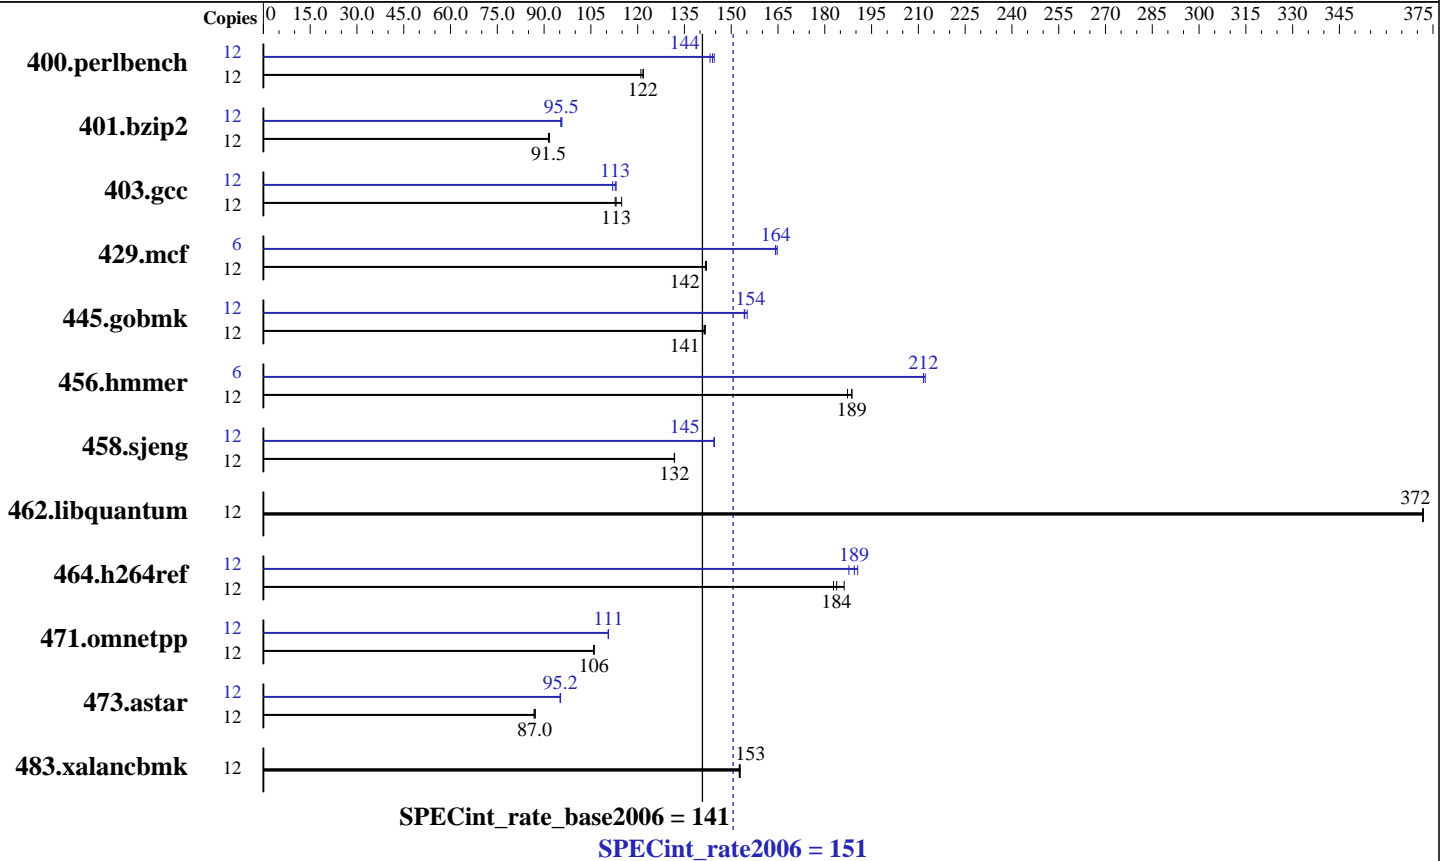 Copies 0 15.0 30.0 45.0 60.0 75.0 90.0 105 120 135 150 165 180 195 210 225 240 255 270 285 300 315 330 345 375
400.perlbench 12 144
12 122
401.bzip2 12 95.5
12 91.5
403.gcc 12 113
12 113
429.mcf 6 164
12 142
445.gobmk 12 154
12 141
456.hmmer 6 212
12 189
458.sjeng 12 145
12 132
462.libquantum 12 372
464.h264ref 12 189
12 184
471.omnetpp 12 111
12 106
473.astar 12 95.2
12 87.0
483.xalancbmk 12 153
SPECint_rate_base2006 = 141
SPECint_rate2006 = 151